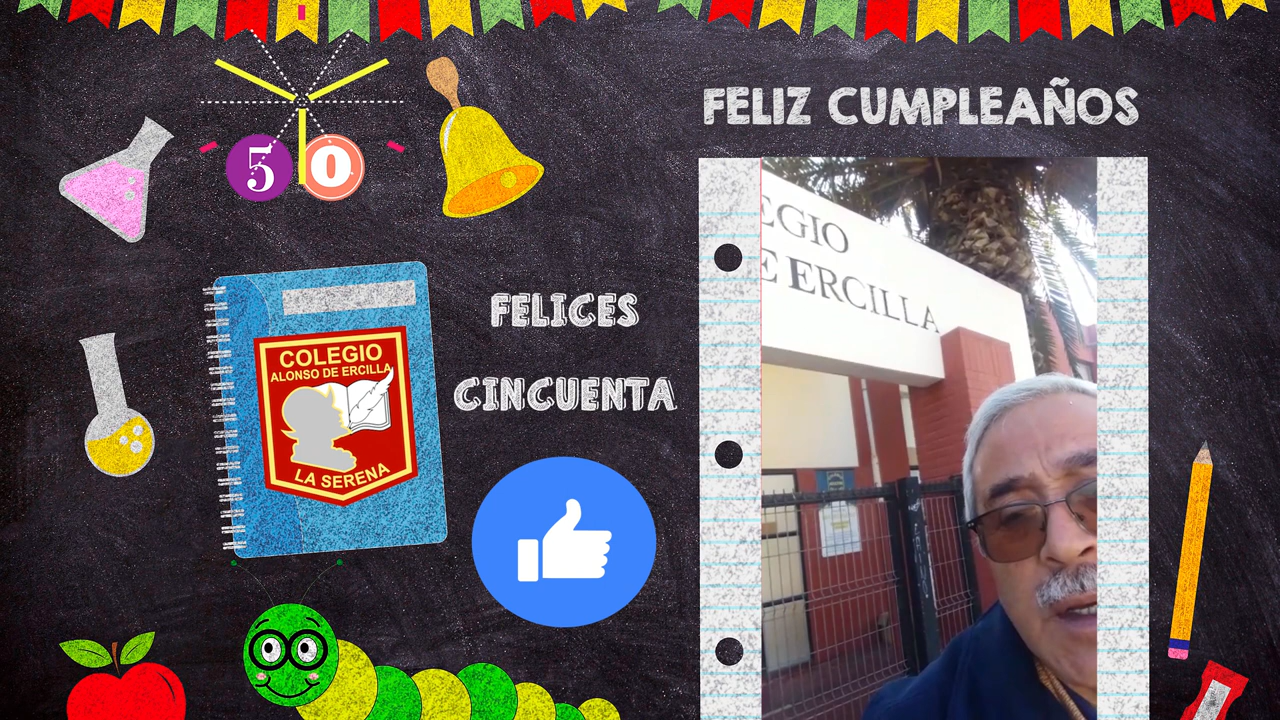 FELIZ CUMPLEAÑOS
50
EGIO
E ERCILLA
FELICES
CINCUENTA
COLEGIO
ALONSO DE ERCILLA
LA SERENA